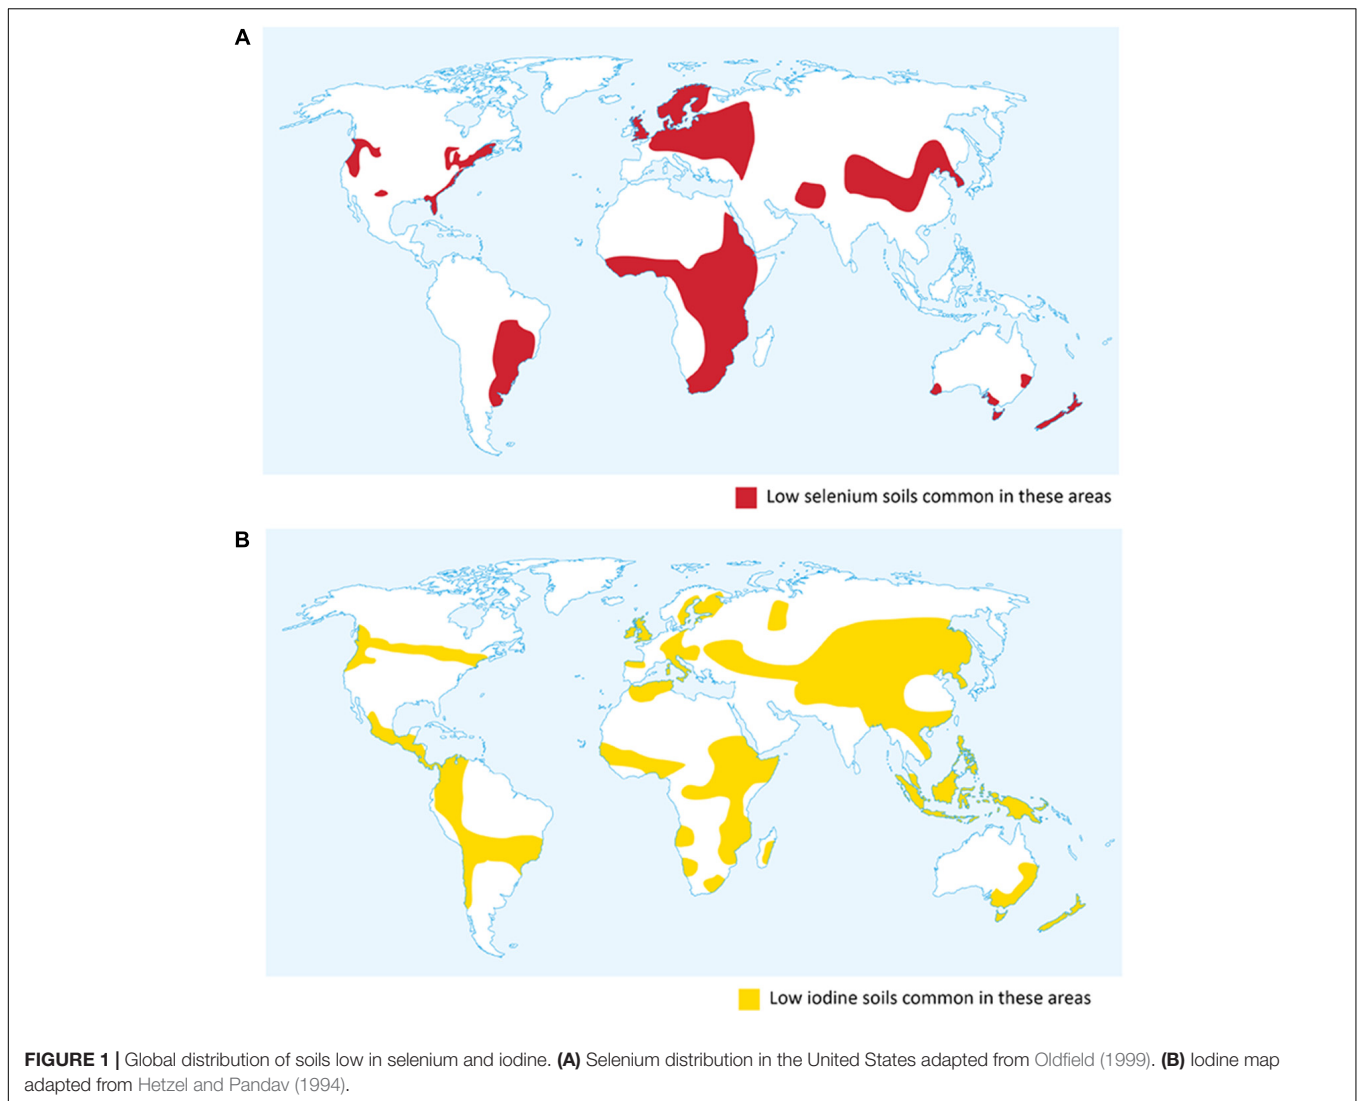 A
Low selenium soils common in these areas
B
Low iodine soils common in these areas
FIGURE 1 | Global distribution of soils low in selenium and iodine. (A) Selenium distribution in the United States adapted from Oldfield (1999). (B) Iodine map
adapted from Hetzel and Pandav (1994).